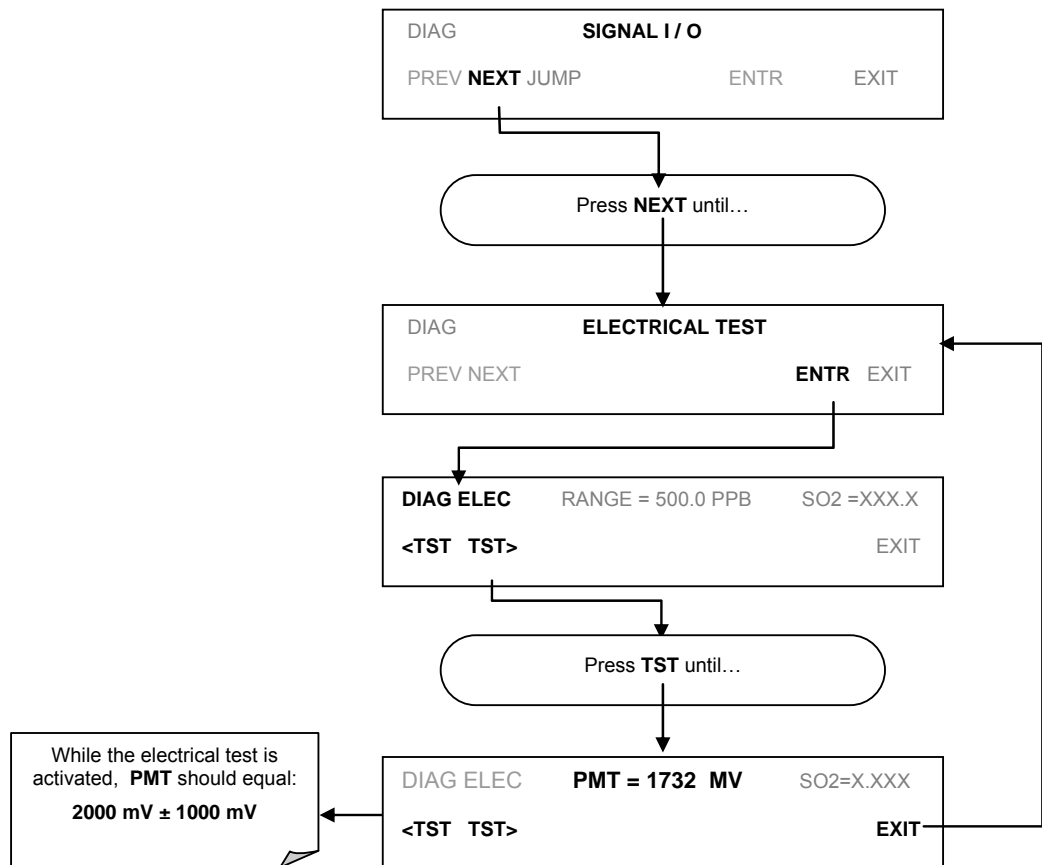 DIAG SIGNAL I / O
PREV NEXT JUMP ENTR EXIT
Press NEXT until…
DIAG ELECTRICAL TEST
PREV NEXT ENTR EXIT
DIAG ELEC RANGE = 500.0 PPB SO2 =XXX.X
<TST TST> EXIT
Press TST until…
While the electrical test is
activated, PMT should equal:
2000 mV ± 1000 mV
DIAG ELEC PMT = 1732 MV SO2=X.XXX
<TST TST> EXIT